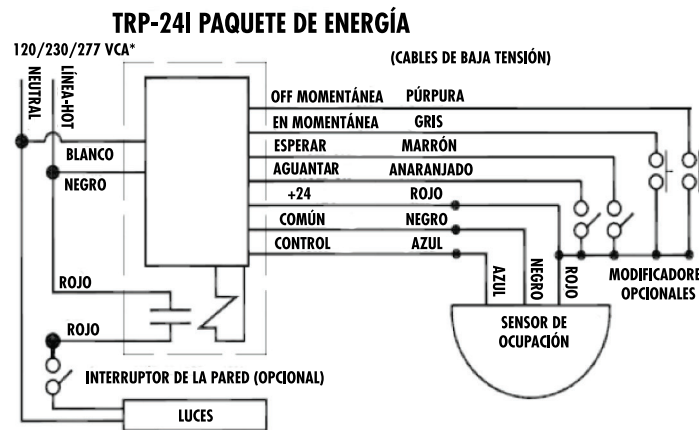 TRP-24I PAQUETE DE ENERGÍA
120/230/277 VCA*
(CABLES DE BAJA TENSIÓN)
NEUTRAL
LÍNEA-HOT
OFF MOMENTÁNEA PÚRPURA
EN MOMENTÁNEA GRIS
BLANCO
ESPERAR MARRÓN
NEGRO
AGUANTAR ANARANJADO
+24 ROJO
COMÚN NEGRO
CONTROL AZUL
ROJO
ROJO
AZUL
NEGRO
ROJO
MODIFICADORE
OPCIONALES
SENSOR DE
OCUPACIÓN
INTERRUPTOR DE LA PARED (OPCIONAL)
LUCES